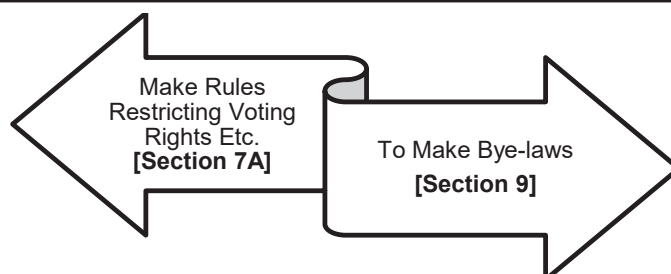 Make Rules
Restricting Voting
Rights Etc.
[Section 7A]
To Make Bye-laws
[Section 9]